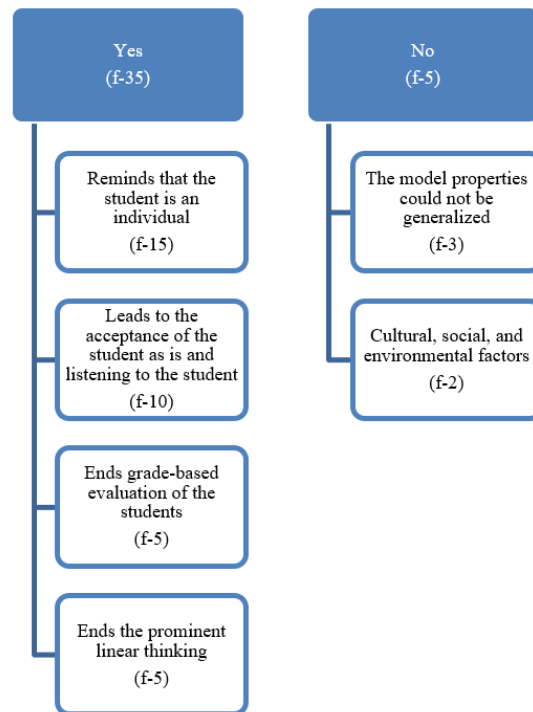 Yes
(f-35)
Reminds that the
student is an
individual
(f-15)
Leads to the
acceptance of the
student as is and
listening to the student
(f-10)
Ends grade-based
evaluation of the
students
(f-5)
Ends the prominent
linear thinking
(f-5)
No
(f-5)
The model properties
could not be
generalized
(f-3)
Cultural, social, and
environmental factors
(f-2)